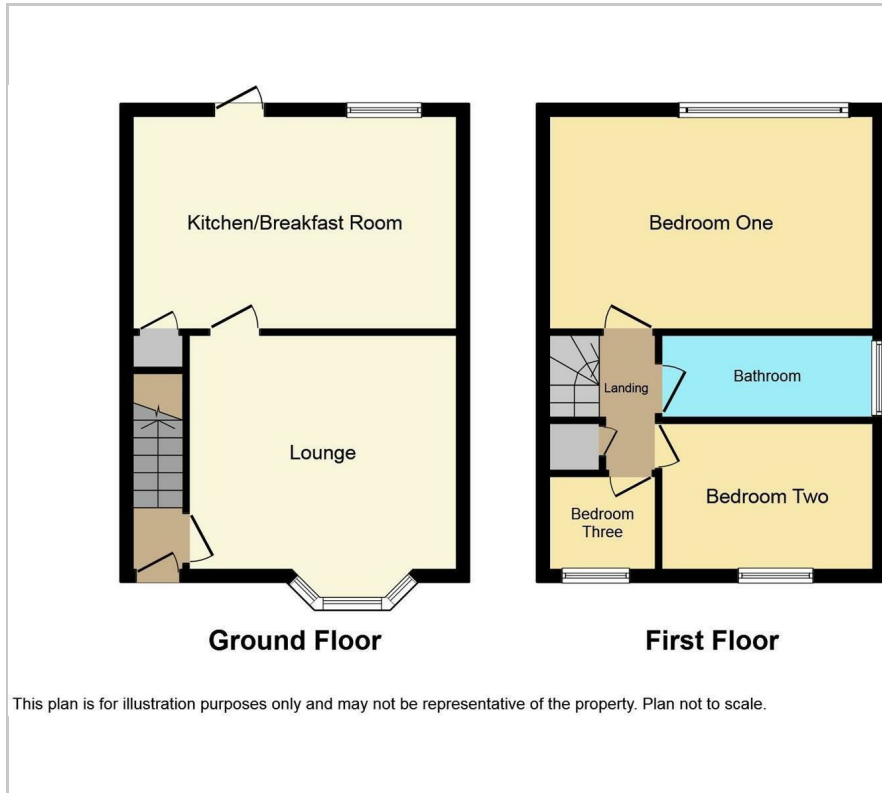 Kitchen/Breakfast Room
Lounge
Ground Floor
Bedroom One
Bathroom
Landing
Bedroom Two
Bedroom
Three
First Floor
This plan is for illustration purposes only and may not be representative of the property. Plan not to scale.